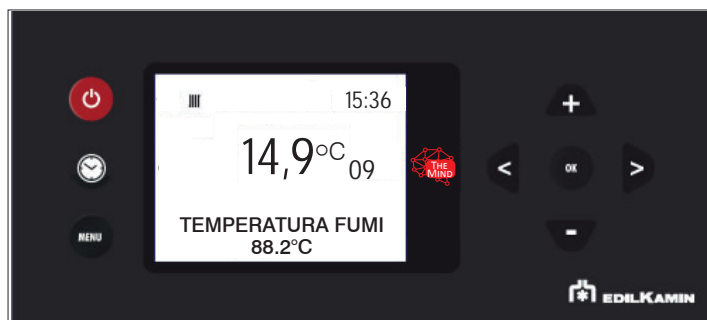 15:36
14,9°C 09
THE
MIND
OK
MENU
TEMPERATURA FUMI
88.2°C
EDILKAMIN